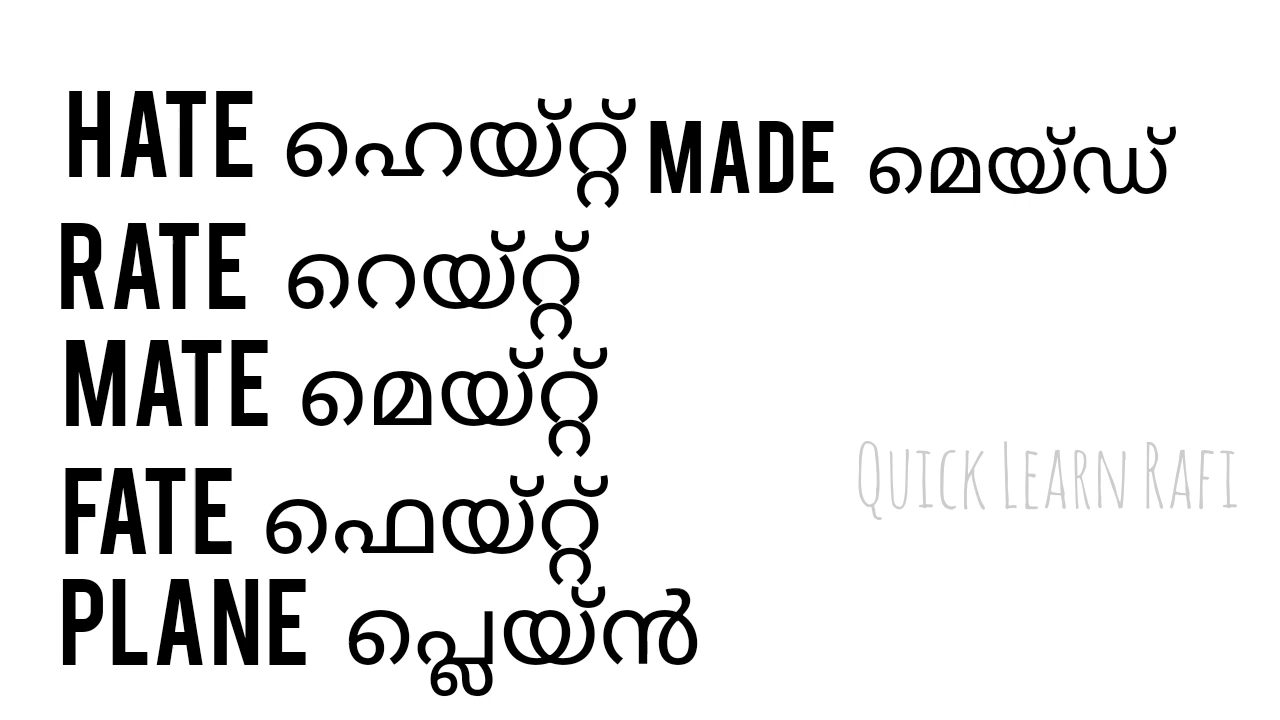 HATE ഹെയ്റ്റ് MADE മെയ്ഡ്
RATE റെയ്റ്റ്
MATE മെയ്റ്റ്
FATE ഫെയ്റ്റ്
PLANE പ്ലെയ്ൻ
QUICK LEARN RAFI